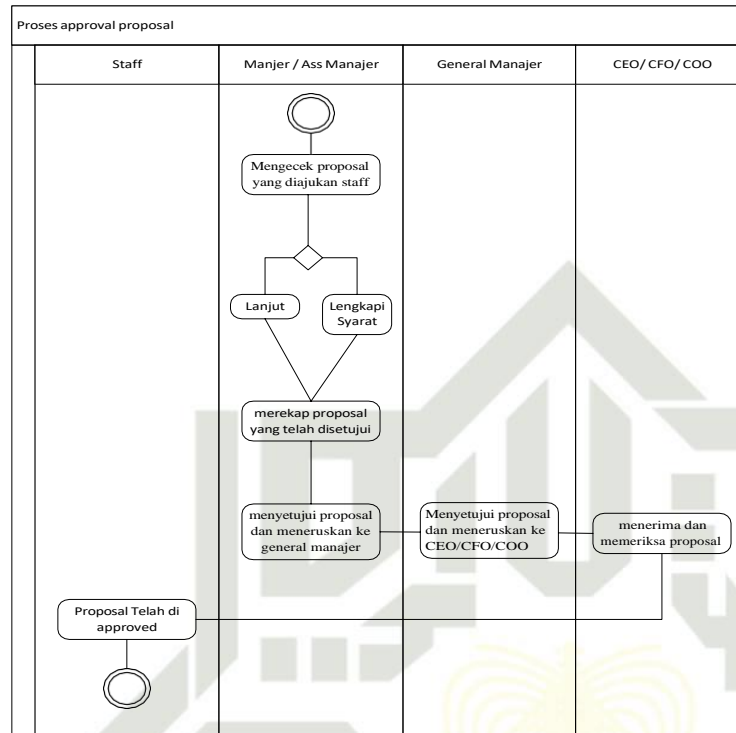 Proses approval proposal
Staff
Manjer / Ass Manajer
General Manajer
CEO/ CFO/ COO
Mengecek proposal
yang diajukan staff
Lanjut
Lengkapi
Syarat
merekap proposal
yang telah disetujui
menyetujui proposal
dan meneruskan ke
general manajer
Menyetujui proposal
dan meneruskan ke
CEO/CFO/COO
menerima dan
memeriksa proposal
Proposal Telah di
approved